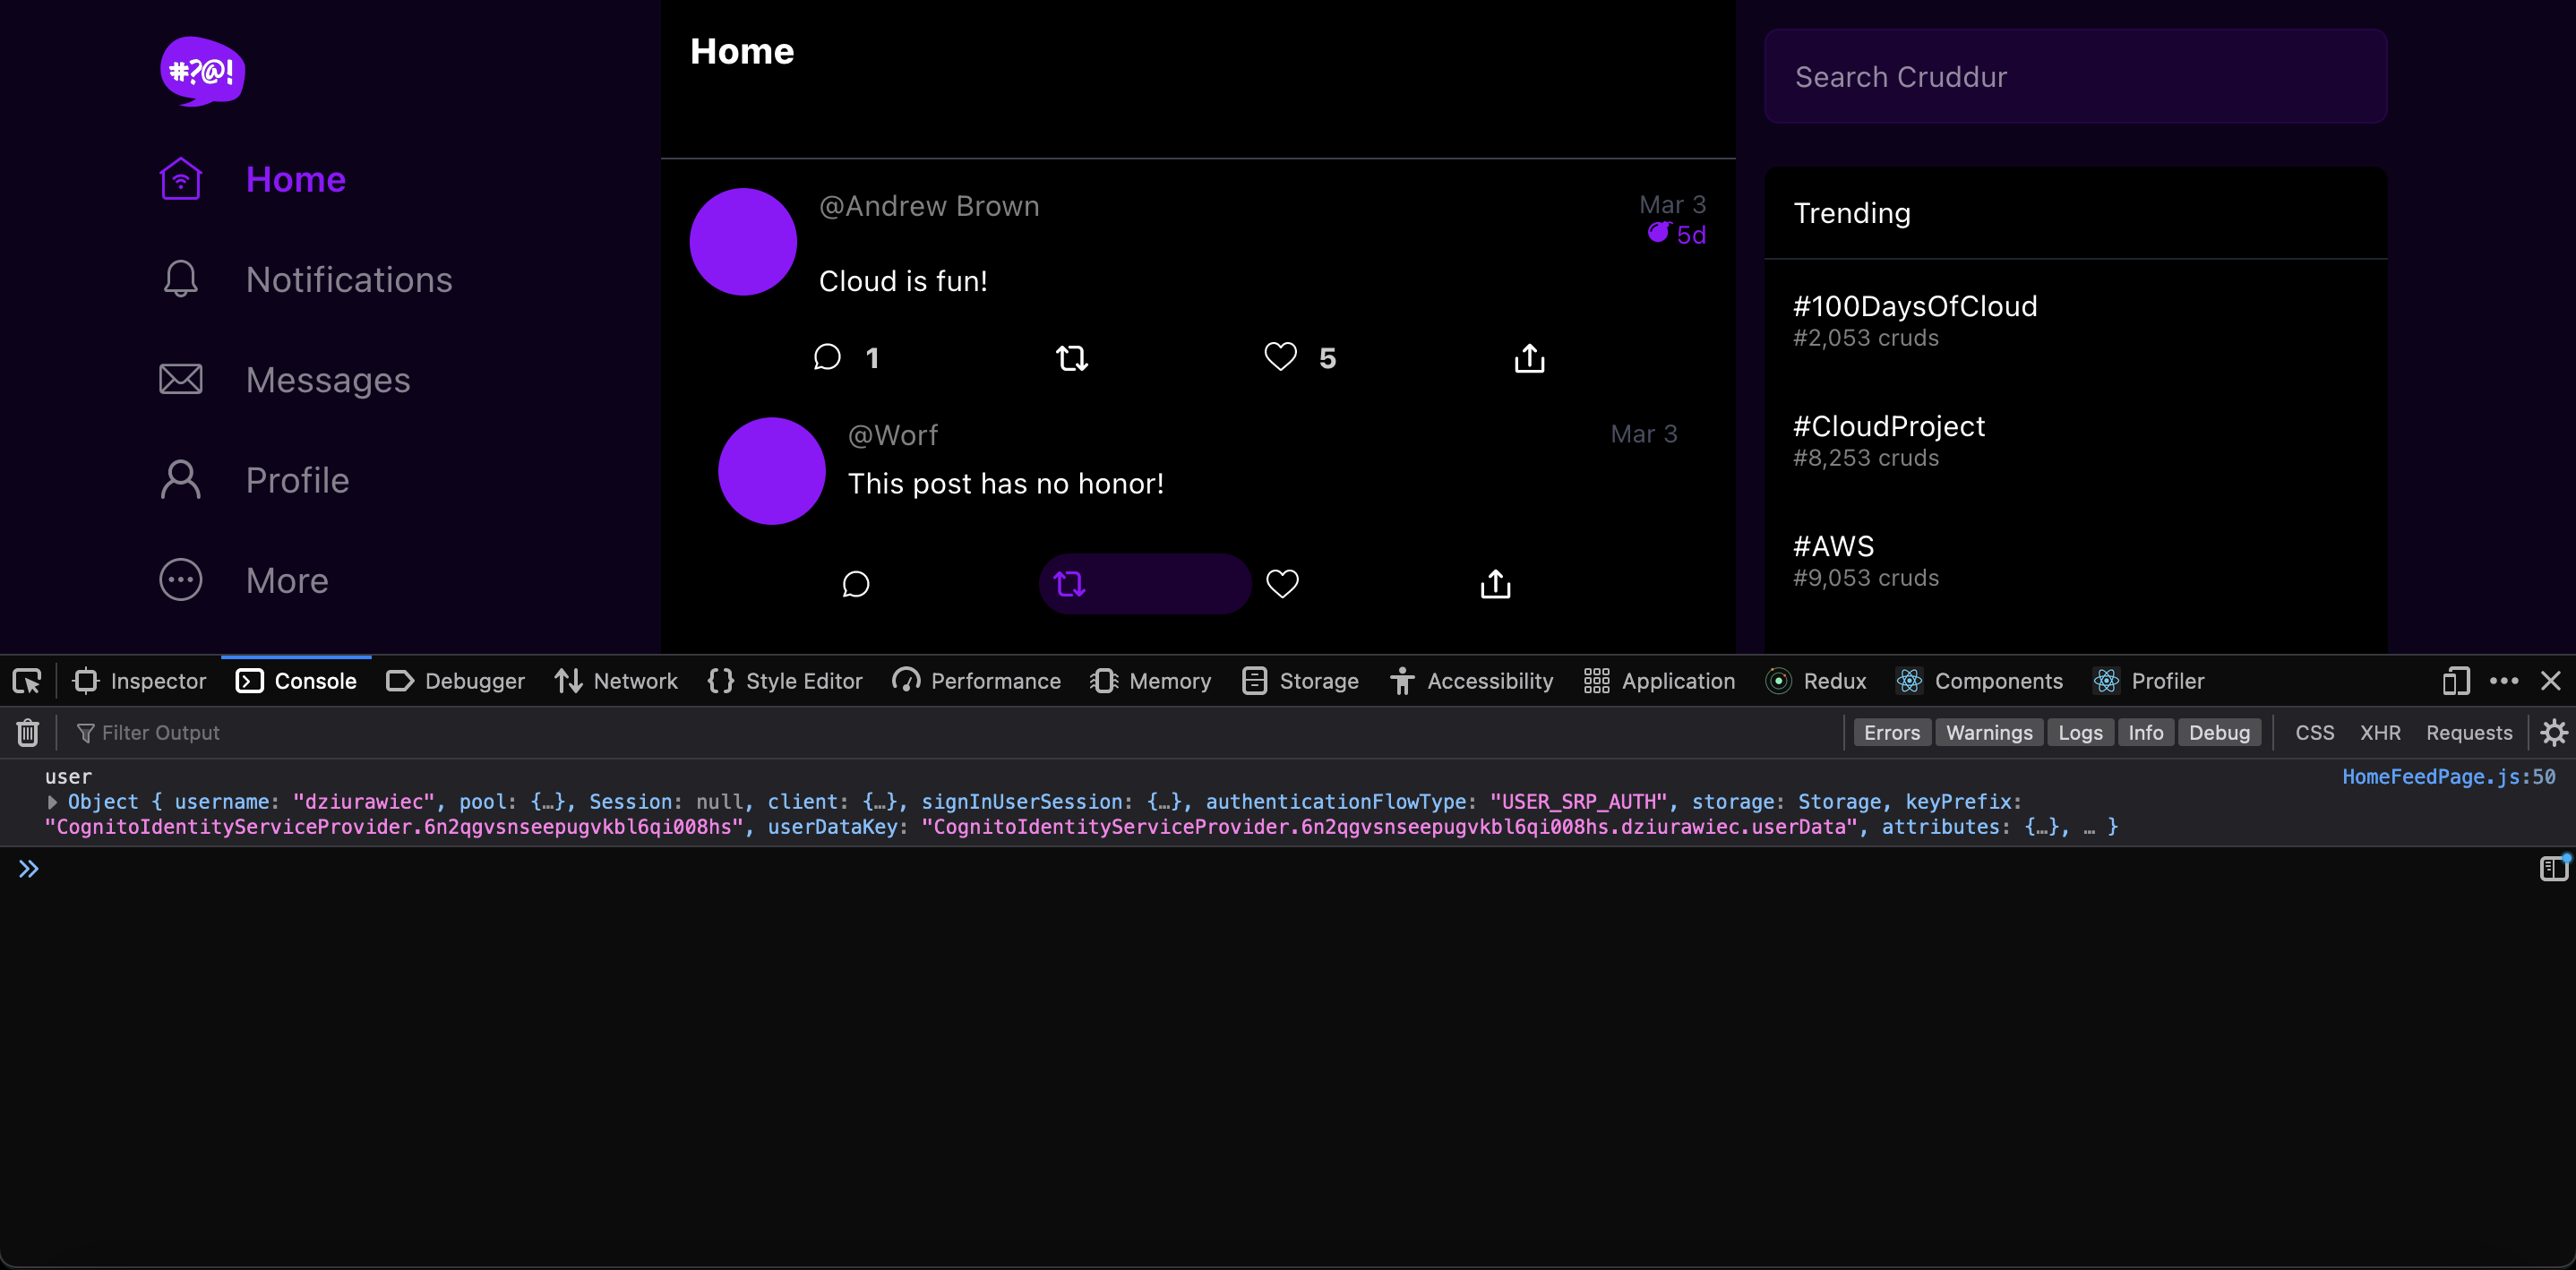 #?@!
Home
Notifications
Messages
Profile
More
Home
@Andrew Brown
Mar 3
5d
Cloud is fun!
1
5
@Worf
Mar 3
This post has no honor!
Search Cruddur
Trending
#100DaysOfCloud
#2,053 cruds
#CloudProject
#8,253 cruds
#AWS
#9,053 cruds
Inspector Console Debugger Network Style Editor Performance Memory Storage Accessibility Application Redux Components Profiler
Filter Output Errors Warnings Logs Info Debug CSS XHR Requests
user HomeFeedPage.js:50
Object { username: "dziurawiec", pool: {…}, Session: null, client: {…}, signInUserSession: {…}, authenticationFlowType: "USER_SRP_AUTH", storage: Storage, keyPrefix:
"CognitoIdentityServiceProvider.6n2qgvsnseepugvkbl6qi008hs", userDataKey: "CognitoIdentityServiceProvider.6n2qgvsnseepugvkbl6qi008hs.dziurawiec.userData", attributes: {…}, … }